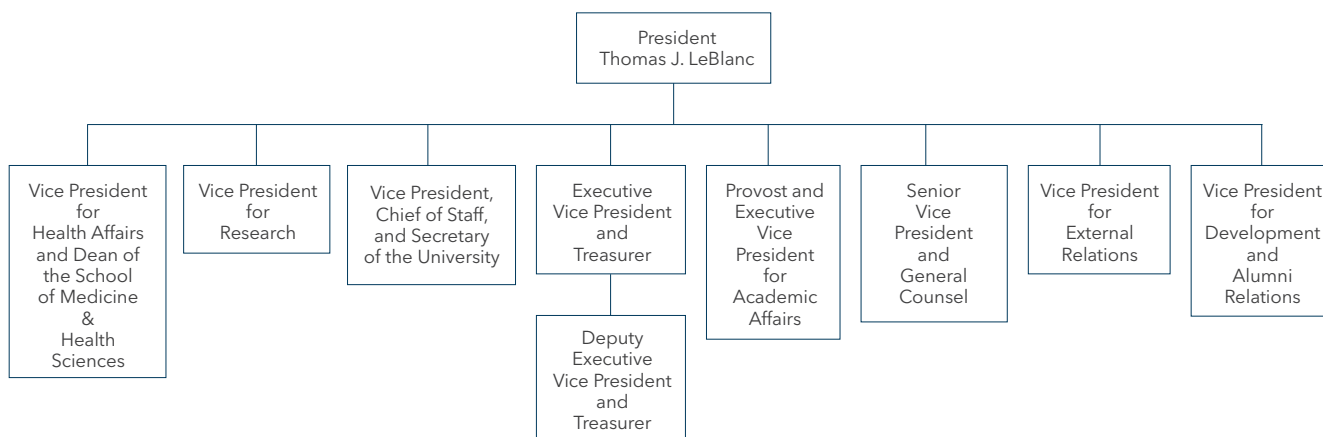 President
Thomas J. LeBlanc
Vice President
for
Health Affairs
and Dean of
the School
of Medicine
&
Health
Sciences
Vice President
for
Research
Vice President,
Chief of Staff,
and Secretary
of the University
Executive
Vice President
and
Treasurer
Deputy
Executive
Vice President
and
Treasurer
Provost and
Executive
Vice
President
for
Academic
Affairs
Senior
Vice
President
and
General
Counsel
Vice President
for
External
Relations
Vice President
for
Development
and
Alumni
Relations